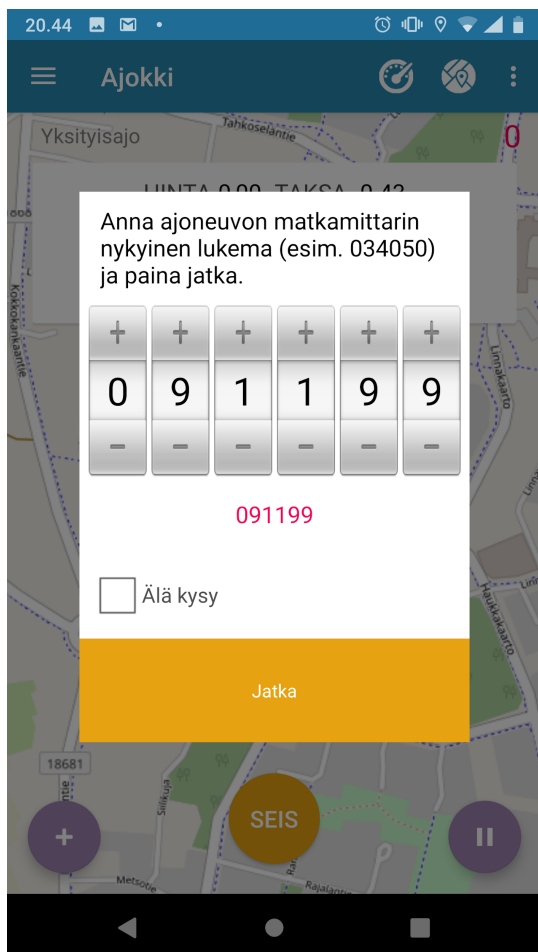 20.44
Ajokki
Tahkoselantie
Yksityisajo 0
HINTA 0.00 TAKSA 0.43
Anna ajoneuvon matkamittarin
nykyinen lukema (esim. 034050)
ja paina jatka.
Kokkokankaantie
Linnakaarto
+ + + + + +
0 9 1 1 9 9
− − − − − −
091199
Älä kysy
Haukkakaarto
Jatka
18681
Siilikuja
SEIS
+
Metsotie
Rajalantie